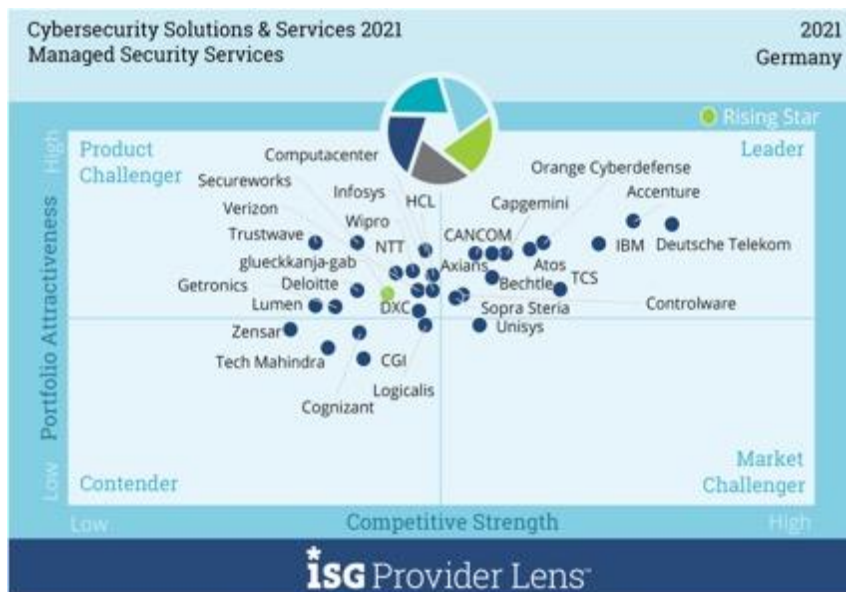 Cybersecurity Solutions & Services 2021
Managed Security Services
2021
Germany
Rising Star
Product
Challenger
Leader
Computacenter
Secureworks
Infosys
HCL
Verizon
Wipro
Trustwave
NTT
glueckkanja-gab
Getronics
Deloitte
Lumen
DXC
Zensar
Tech Mahindra
CGI
Logicalis
Cognizant
Orange Cyberdefense
Accenture
Capgemini
CANCOM
IBM
Deutsche Telekom
Axians
Atos
Bechtle
TCS
Controlware
Sopra Steria
Unisys
Contender
Market
Challenger
Portfolio Attractiveness
High
Low
Low
Competitive Strength
High
iSG Provider Lens™